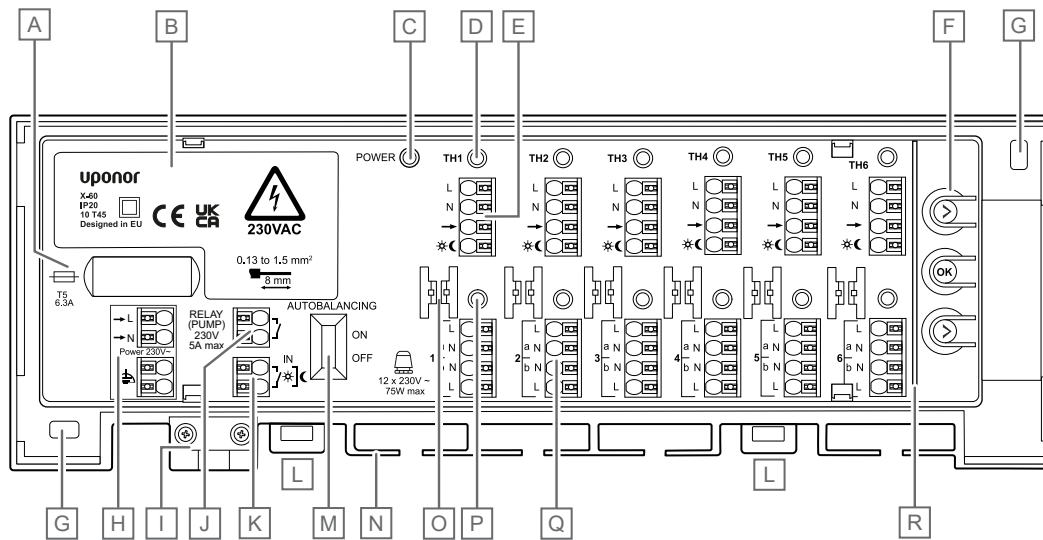 A
B
C
D
E
F
G
POWER
TH1
TH2
TH3
TH4
TH5
TH6
uponor
X-60
IP20
10 T45
Designed in EU
CE UK CA
230VAC
L
L
L
L
L
L
N
N
N
N
N
N
0.13 to 1.5 mm²
8 mm
OK
T5
6.3A
AUTOBALANCING
ON
OFF
L
N
Power 230V~
RELAY
(PUMP)
230V
5A max
IN
12 x 230V ~
75W max
1
L
N
N
L
b
2
a
b
L
N
N
L
3
a
b
L
N
N
L
4
a
b
L
N
N
L
5
a
b
L
N
N
L
6
a
b
L
N
N
L
L
L
G
H
I
J
K
M
N
O
P
Q
R